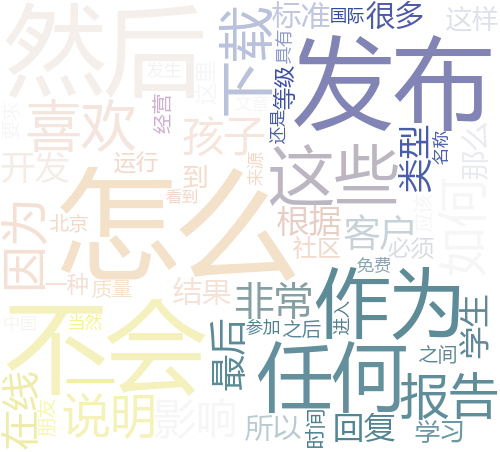 然后
下载
标准
国际
很多
这样
发布
具有
喜欢
经营
发生
这里
文章
等级
还是
要求
孩子
这些
类型
名称
那么
开发
运行
到
来源
看到
怎么
因为
北京
社区
根据
客户
必须
应该
如何
一种
质量
结果
免费
不会
中国
当然
非常
作为
最后
参加
之后
进入
任何
之间
学生
在线
朋友
说明
影响
所以
时间
回复
报告
学习